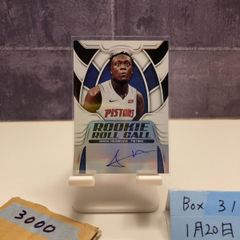 PISTONS
ROOKIE
ROLL CALL
3000
Box 31
1月20日